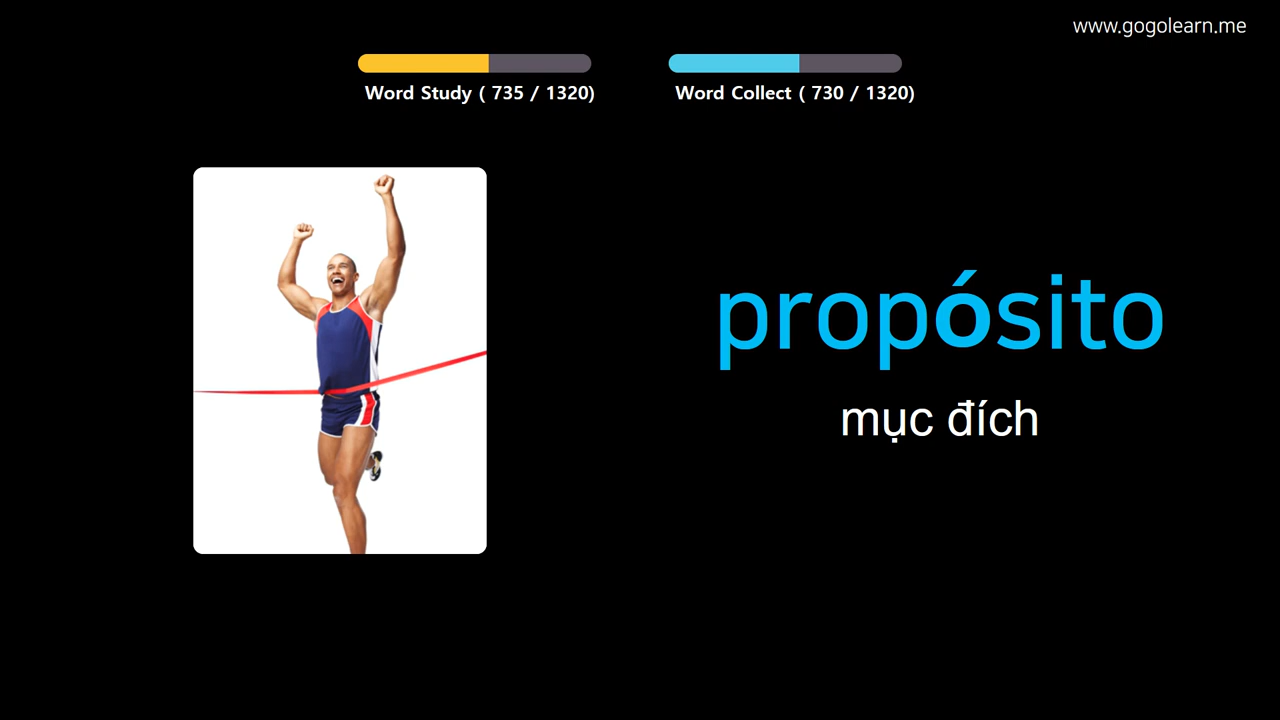 www.gogolearn.me
Word Study ( 735 / 1320)
Word Collect ( 730 / 1320)
propósito
mục đích